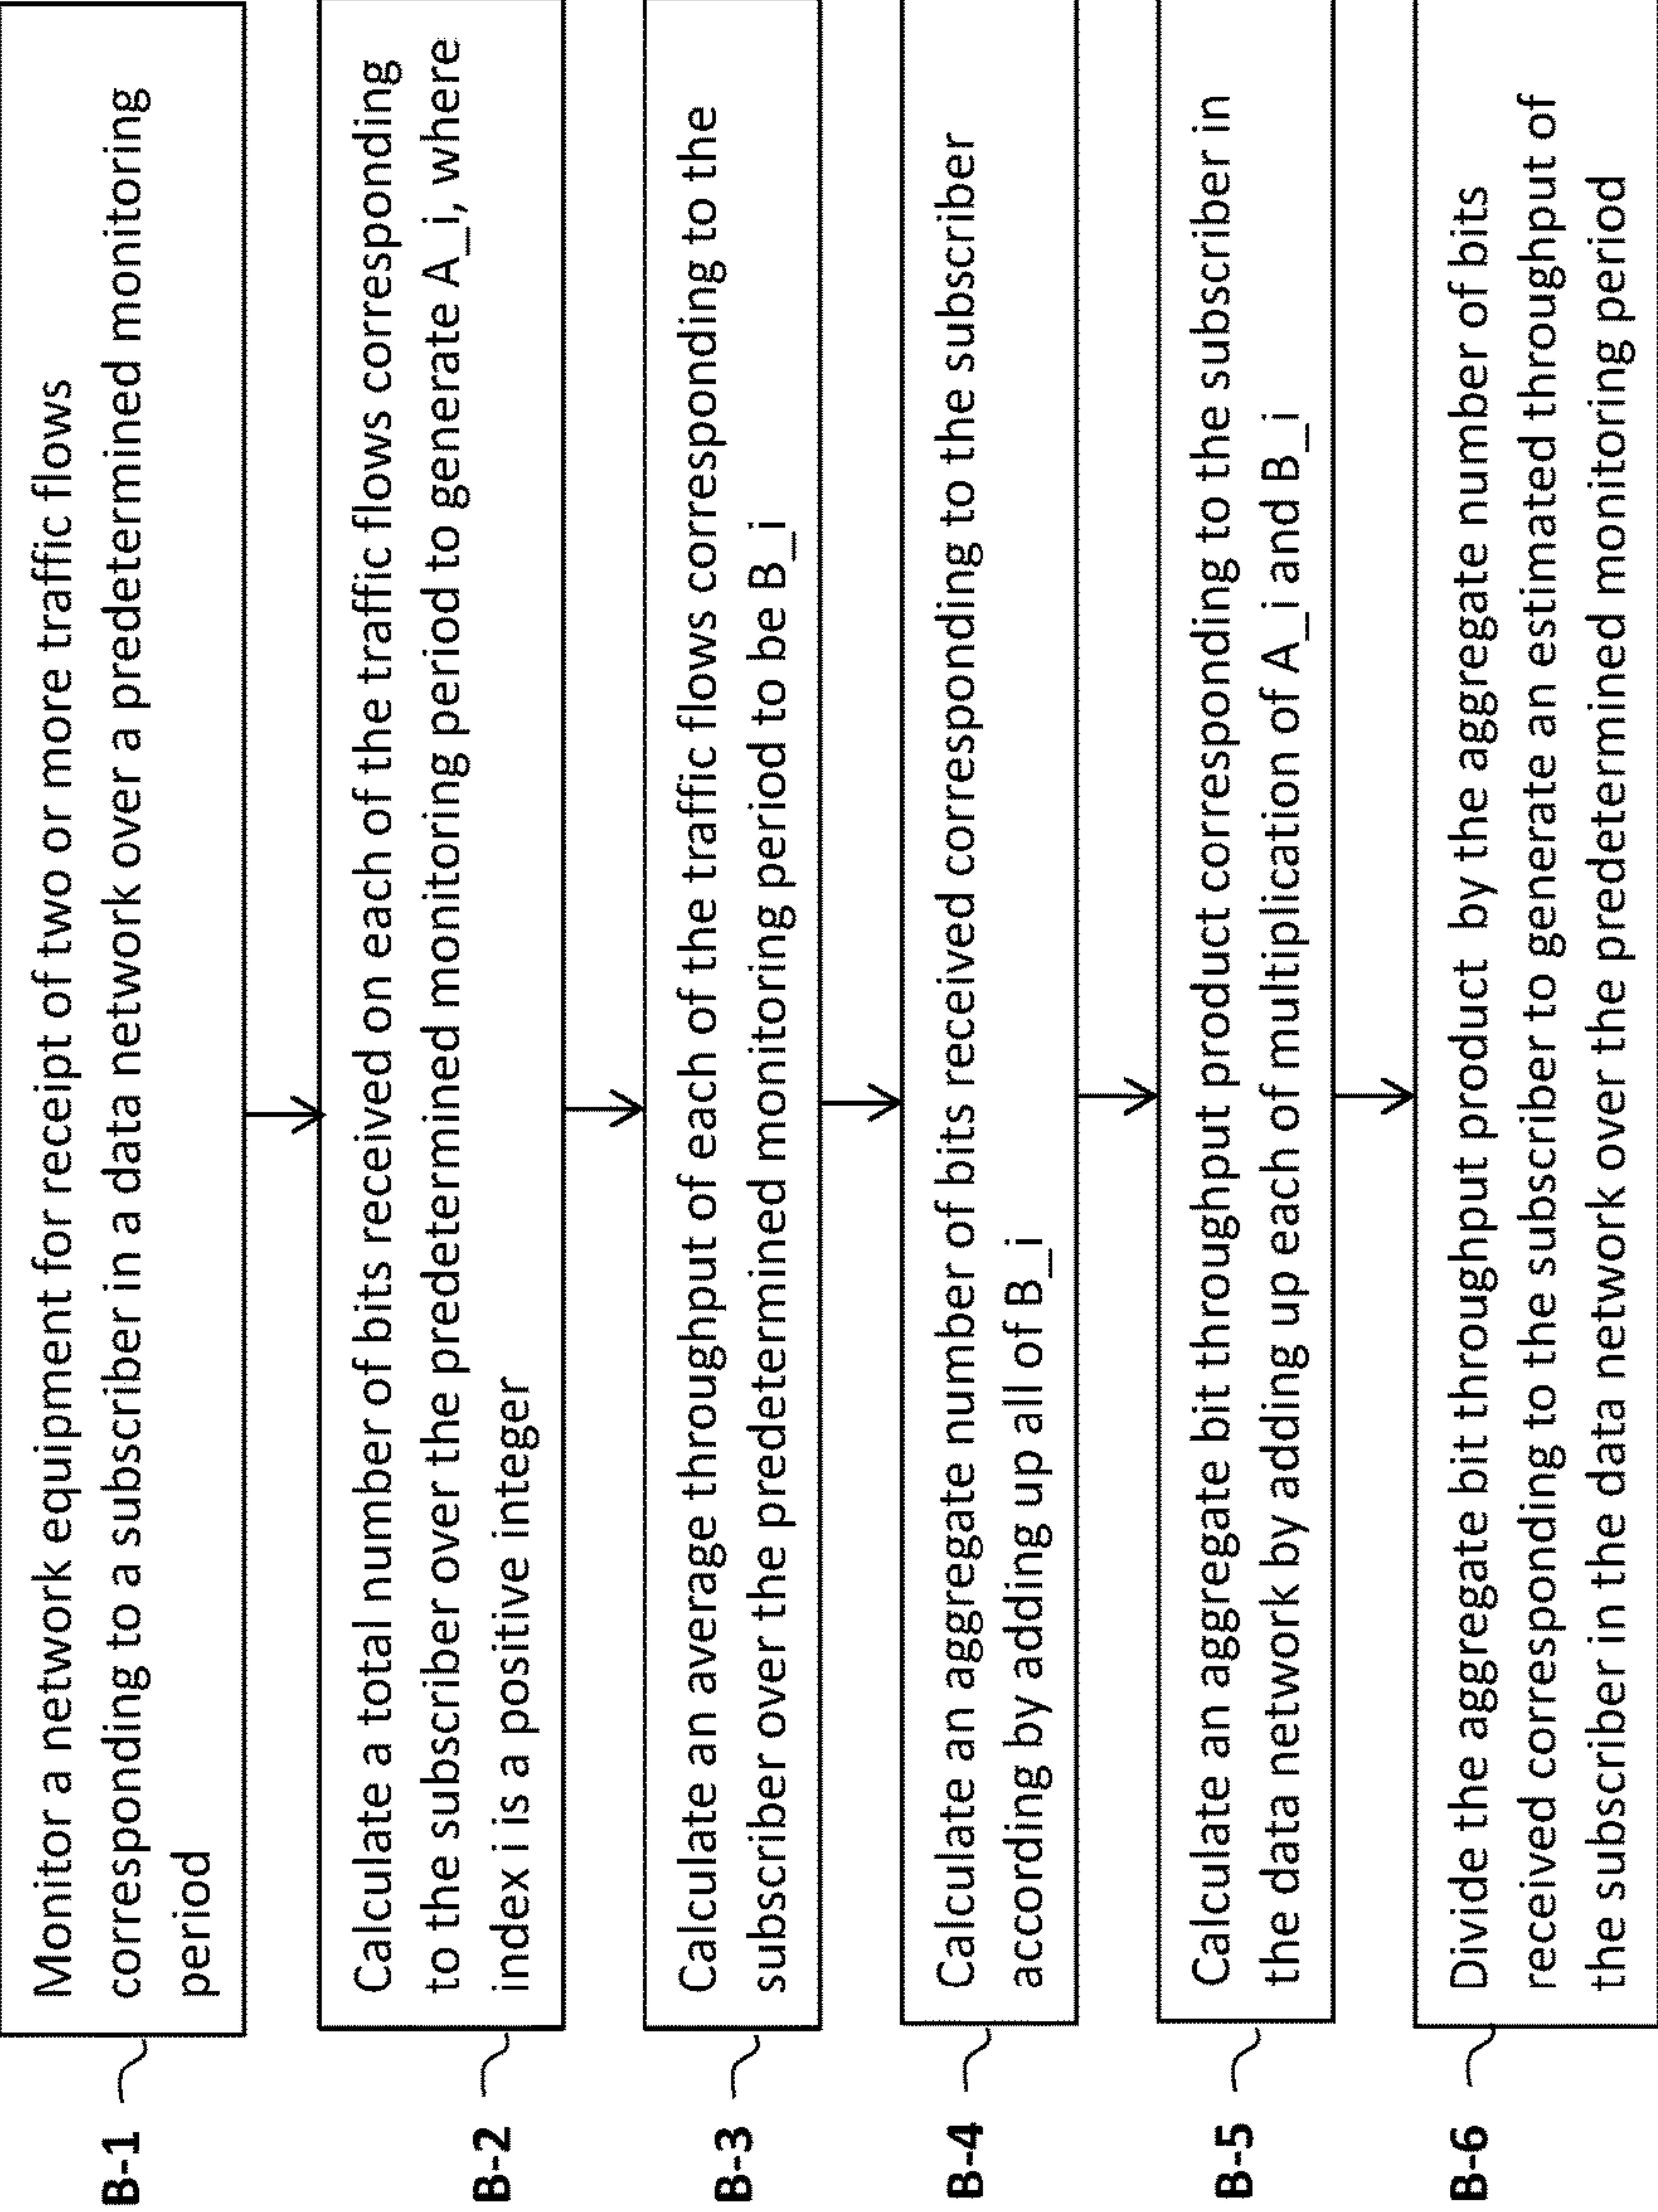 B-1
Monitor a network equipment for receipt of two or more traffic flows
corresponding to a subscriber in a data network over a predetermined monitoring
period
B-2
Calculate a total number of bits received on each of the traffic flows corresponding
to the subscriber over the predetermined monitoring period to generate A_i, where
index i is a positive integer
B-3
Calculate an average throughput of each of the traffic flows corresponding to the
subscriber over the predetermined monitoring period to be B_i
B-4
Calculate an aggregate number of bits received corresponding to the subscriber
according by adding up all of B_i
B-5
Calculate an aggregate bit throughput product corresponding to the subscriber in
the data network by adding up each of multiplication of A_i and B_i
B-6
Divide the aggregate bit throughput product by the aggregate number of bits
received corresponding to the subscriber to generate an estimated throughput of
the subscriber in the data network over the predetermined monitoring period